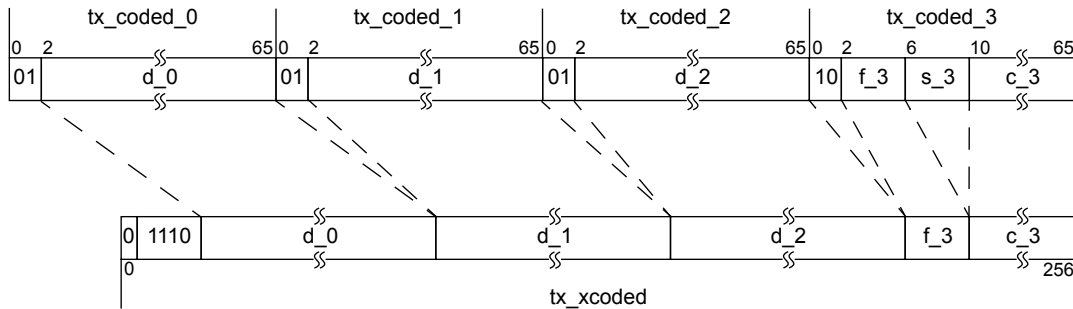 tx_coded_0 tx_coded_1 tx_coded_2 tx_coded_3
0 2 65 0 2 65 0 2 65 0 2 6 10 65
01 d_0 01 d_1 01 d_2 10 f_3 s_3 c_3
0 1110 d_0 d_1 d_2 f_3 c_3
0 256
tx_xcoded